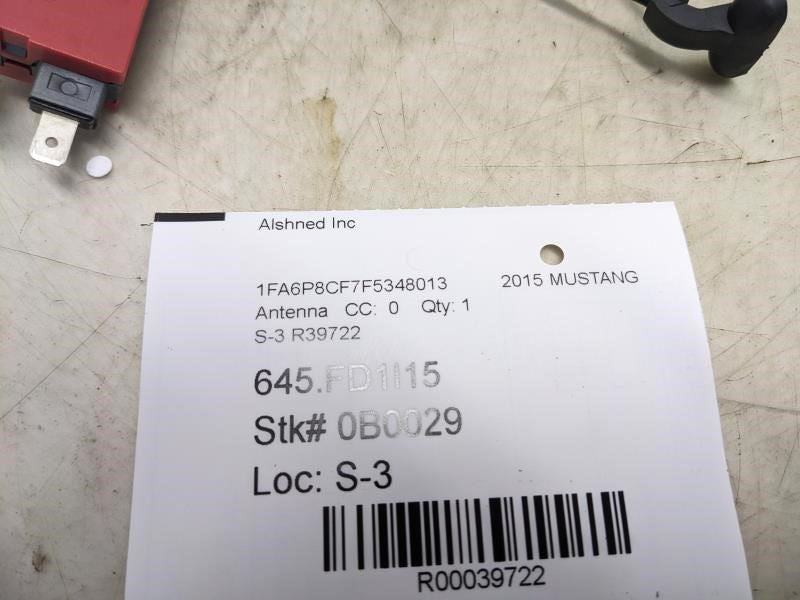 Alshned Inc
1FA6P8CF7F5348013 2015 MUSTANG
Antenna CC: 0 Qty: 1
S-3 R39722
645.FD1I15
Stk# 0B0029
Loc: S-3
R00039722